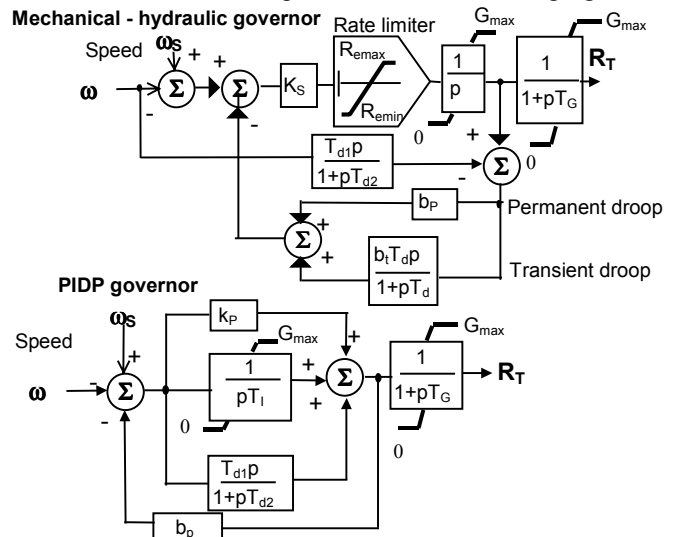 Mechanical - hydraulic governor
Rate limiter
Gmax
Gmax
Speed
ωS
+
+
Remax
Remin
KS
1
p
1
1+pTG
RT
ω
Σ
Σ
-
-
0
+
0
Td1p
1+pTd2
-
Σ
bP
Permanent droop
+
Σ
+
btTdp
1+pTd
Transient droop
PIDP governor
ωS
kP
Speed
Gmax
+
Gmax
+
1
pTI
+
Σ
1
1+pTG
RT
ω
-
Σ
-
+
0
0
Td1p
1+pTd2
bp